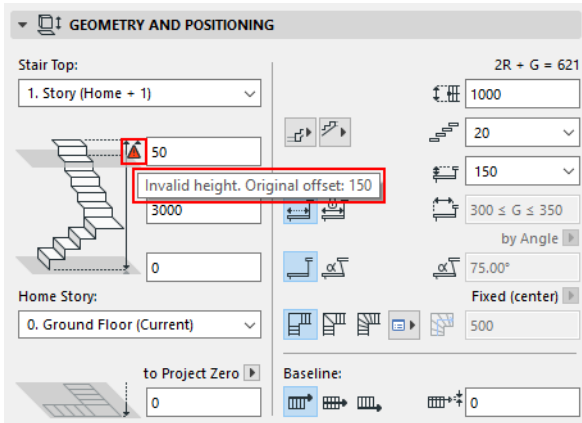 GEOMETRY AND POSITIONING
Stair Top:
2R + G = 621
1. Story (Home + 1)
1000
50
20
Invalid height. Original offset: 150
150
3000
300 ≤ G ≤ 350
by Angle
0
α
α
75.00°
Home Story:
Fixed (center)
0. Ground Floor (Current)
500
to Project Zero
Baseline:
0
0